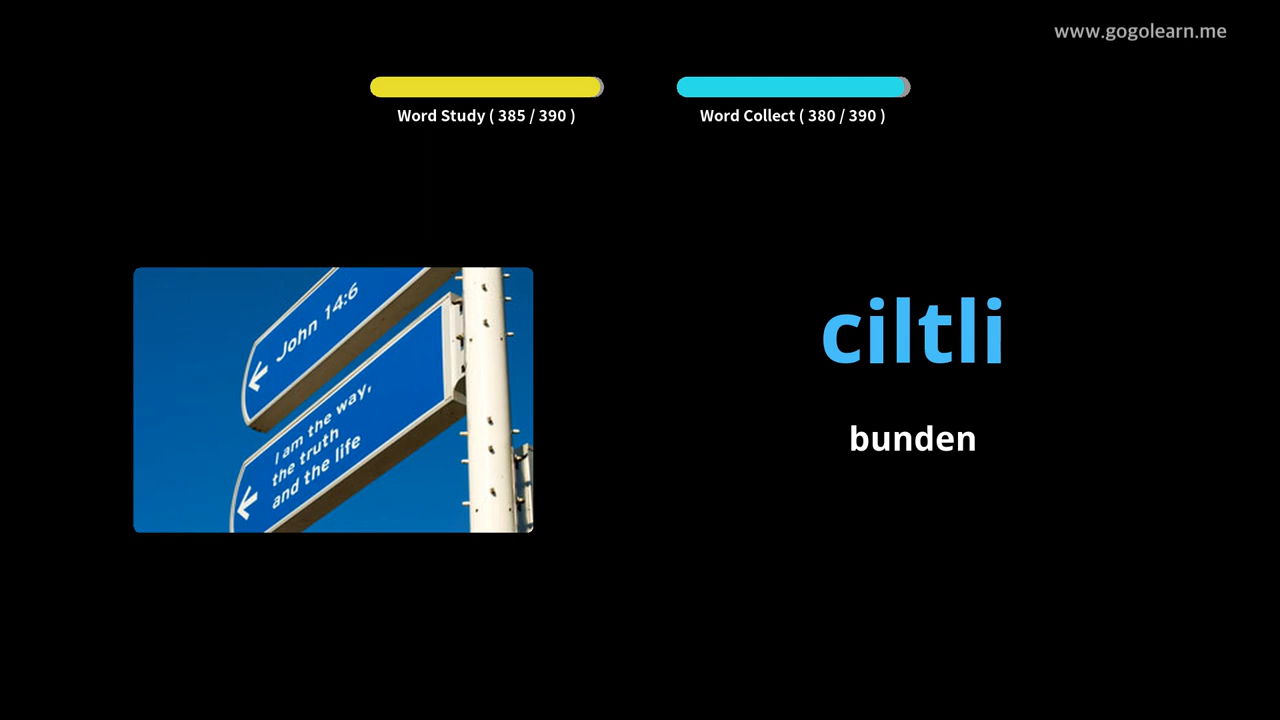 www.gogolearn.me
Word Study ( 385 / 390 )
Word Collect ( 380 / 390 )
John 14:6
I am the way,
the truth
and the life
ciltli
bunden